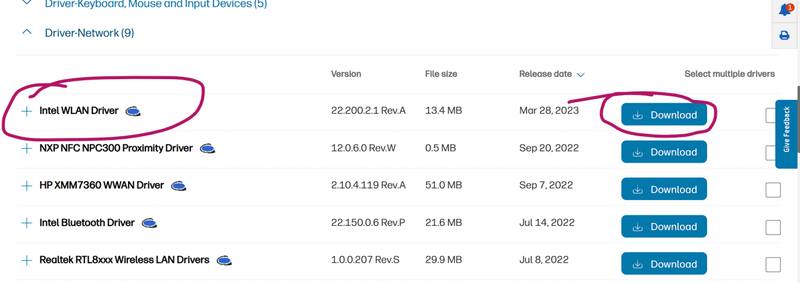 Driver-Keyboard, Mouse and Input Devices (5)
Driver-Network (9)
Version File size Release date Select multiple drivers
Intel WLAN Driver 22.200.2.1 Rev.A 13.4 MB Mar 28, 2023 Download
NXP NFC NPC300 Proximity Driver 12.0.6.0 Rev.W 0.5 MB Sep 20, 2022 Download
HP XMM7360 WWAN Driver 2.10.4.119 Rev.A 51.0 MB Sep 7, 2022 Download
Intel Bluetooth Driver 22.150.0.6 Rev.P 21.6 MB Jul 14, 2022 Download
Realtek RTL8xxx Wireless LAN Drivers 1.0.0.207 Rev.S 29.9 MB Jul 8, 2022 Download
1
Give Feedback